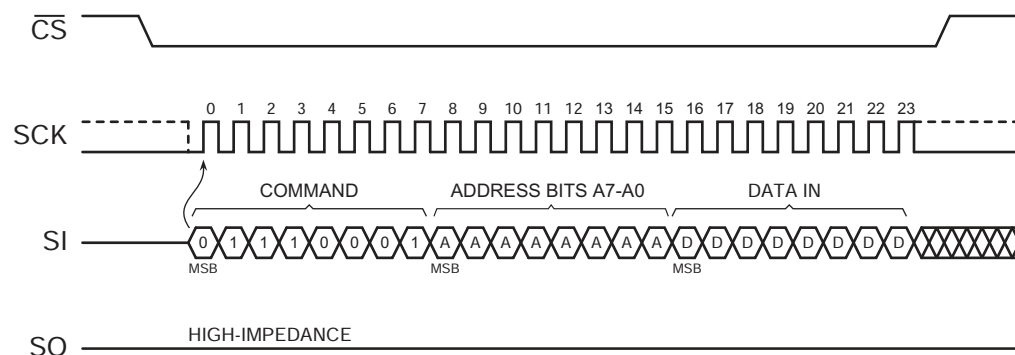 CS
0 1 2 3 4 5 6 7 8 9 10 11 12 13 14 15 16 17 18 19 20 21 22 23
SCK
COMMAND ADDRESS BITS A7-A0 DATA IN
SI 0 1 1 1 0 0 0 1 A A A A A A A A D D D D D D D D
MSB MSB MSB
HIGH-IMPEDANCE
SO